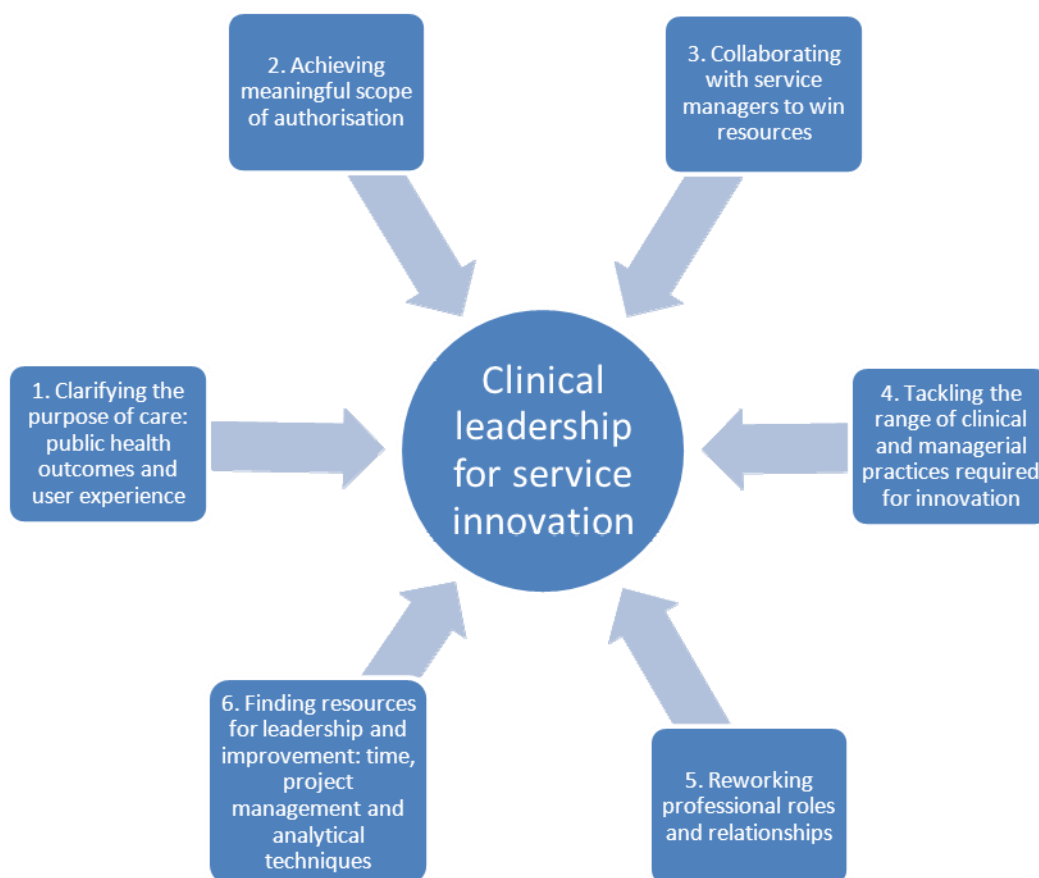 2. Achieving
meaningful scope
of authorisation
3. Collaborating
with service
managers to win
resources
1. Clarifying the
purpose of care:
public health
outcomes and
user experience
Clinical
leadership
for service
innovation
4. Tackling the
range of clinical
and managerial
practices required
for innovation
6. Finding resources
for leadership and
improvement: time,
project
management and
analytical
techniques
5. Reworking
professional roles
and relationships